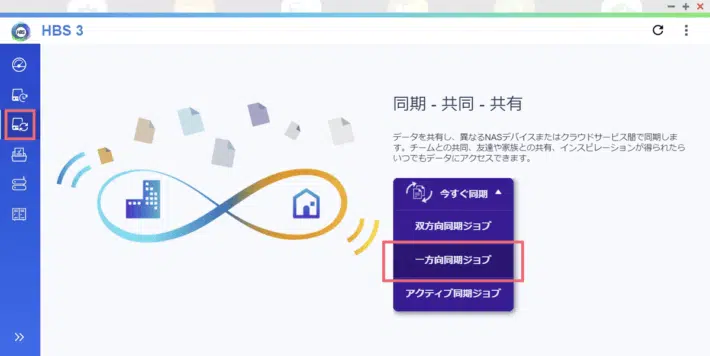 HBS 3
同期 - 共同 - 共有
データを共有し、異なるNASデバイスまたはクラウドサービス間で同期しま
す。チームとの共同、友達や家族との共有、インスピレーションが得られたら
いつでもデータにアクセスできます。
今すぐ同期
双方向同期ジョブ
一方向同期ジョブ
アクティブ同期ジョブ